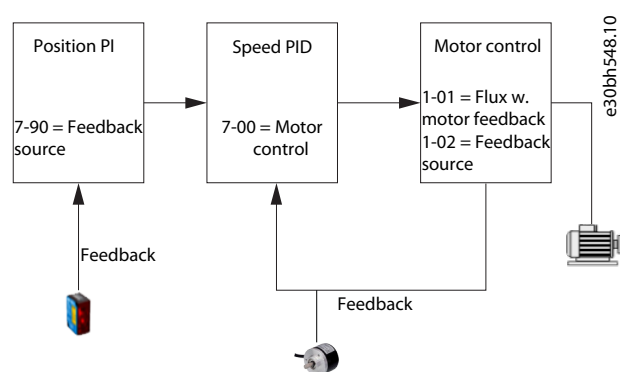 Position PI
7-90 = Feedback
source
Speed PID
7-00 = Motor
control
Motor control
1-01 = Flux w.
motor feedback
1-02 = Feedback
source
e30bh548.10
Feedback
Feedback